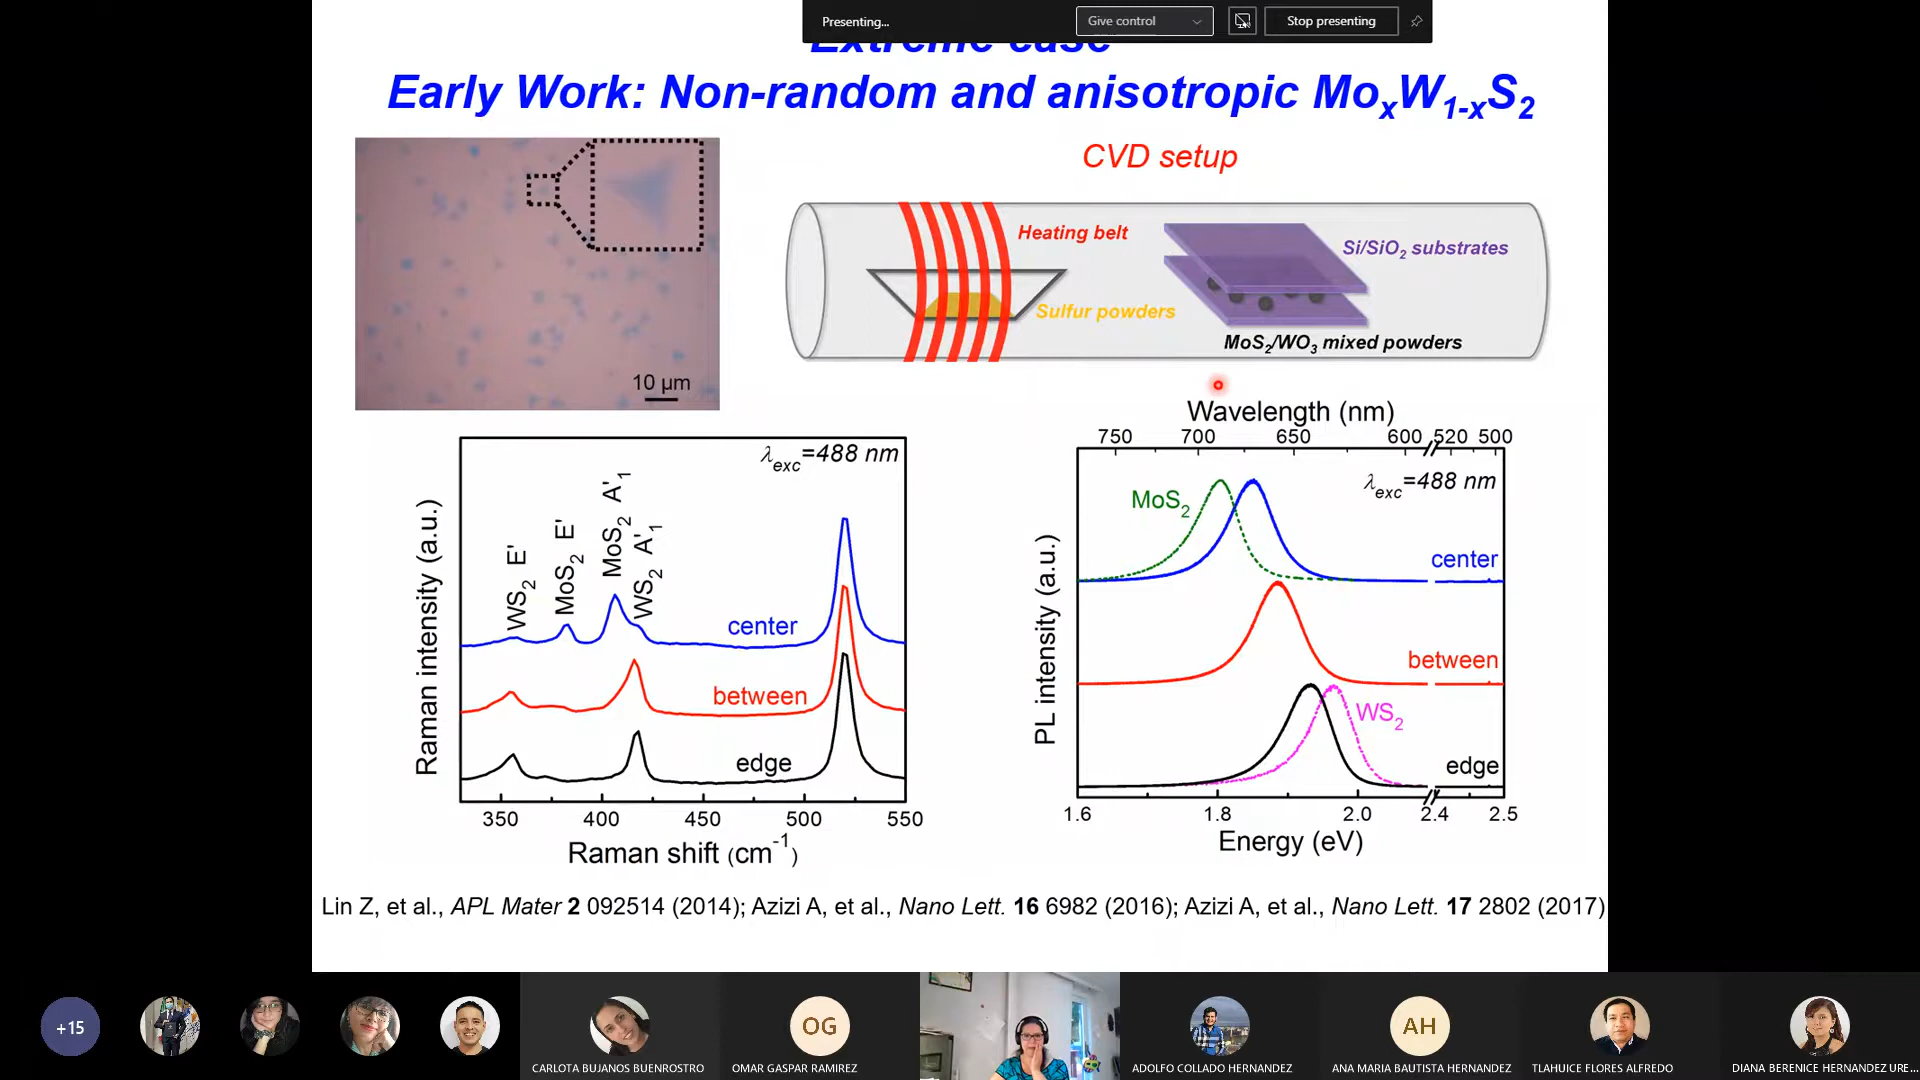 Presenting...
Give control
Stop presenting
Extreme case
Early Work: Non-random and anisotropic MoxW1-xS2
CVD setup
Heating belt
Si/SiO2 substrates
Sulfur powders
MoS2/WO3 mixed powders
10 µm
Raman intensity (a.u.)
λexc=488 nm
WS2 E'
MoS2 E'
MoS2 A'1
WS2 A'1
center
between
edge
350 400 450 500 550
Raman shift (cm-1)
Wavelength (nm)
750 700 650 600 520 500
PL intensity (a.u.)
λexc=488 nm
MoS2
center
between
WS2
edge
1.6 1.8 2.0 2.4 2.5
Energy (eV)
Lin Z, et al., APL Mater 2 092514 (2014); Azizi A, et al., Nano Lett. 16 6982 (2016); Azizi A, et al., Nano Lett. 17 2802 (2017)
+15
OG
AH
CARLOTA BUJANOS BUENROSTRO
OMAR GASPAR RAMIREZ
ADOLFO COLLADO HERNANDEZ
ANA MARIA BAUTISTA HERNANDEZ
TLAHUICE FLORES ALFREDO
DIANA BERENICE HERNANDEZ URE...